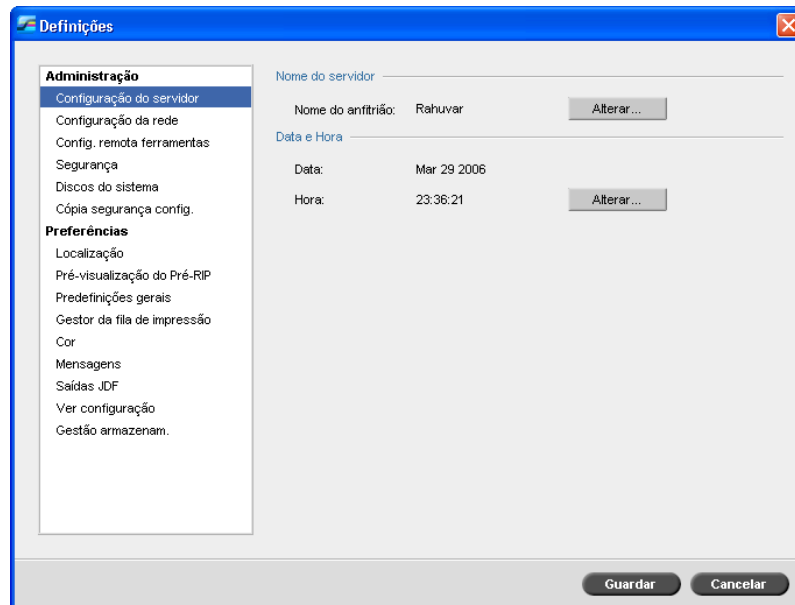 Definições
Administração
Configuração do servidor
Configuração da rede
Config. remota ferramentas
Segurança
Discos do sistema
Cópia segurança config.
Preferências
Localização
Pré-visualização do Pré-RIP
Predefinições gerais
Gestor da fila de impressão
Cor
Mensagens
Saídas JDF
Ver configuração
Gestão armazenam.
Nome do servidor
Nome do anfitrião: Rahuvar Alterar...
Data e Hora
Data: Mar 29 2006
Hora: 23:36:21 Alterar...
Guardar Cancelar